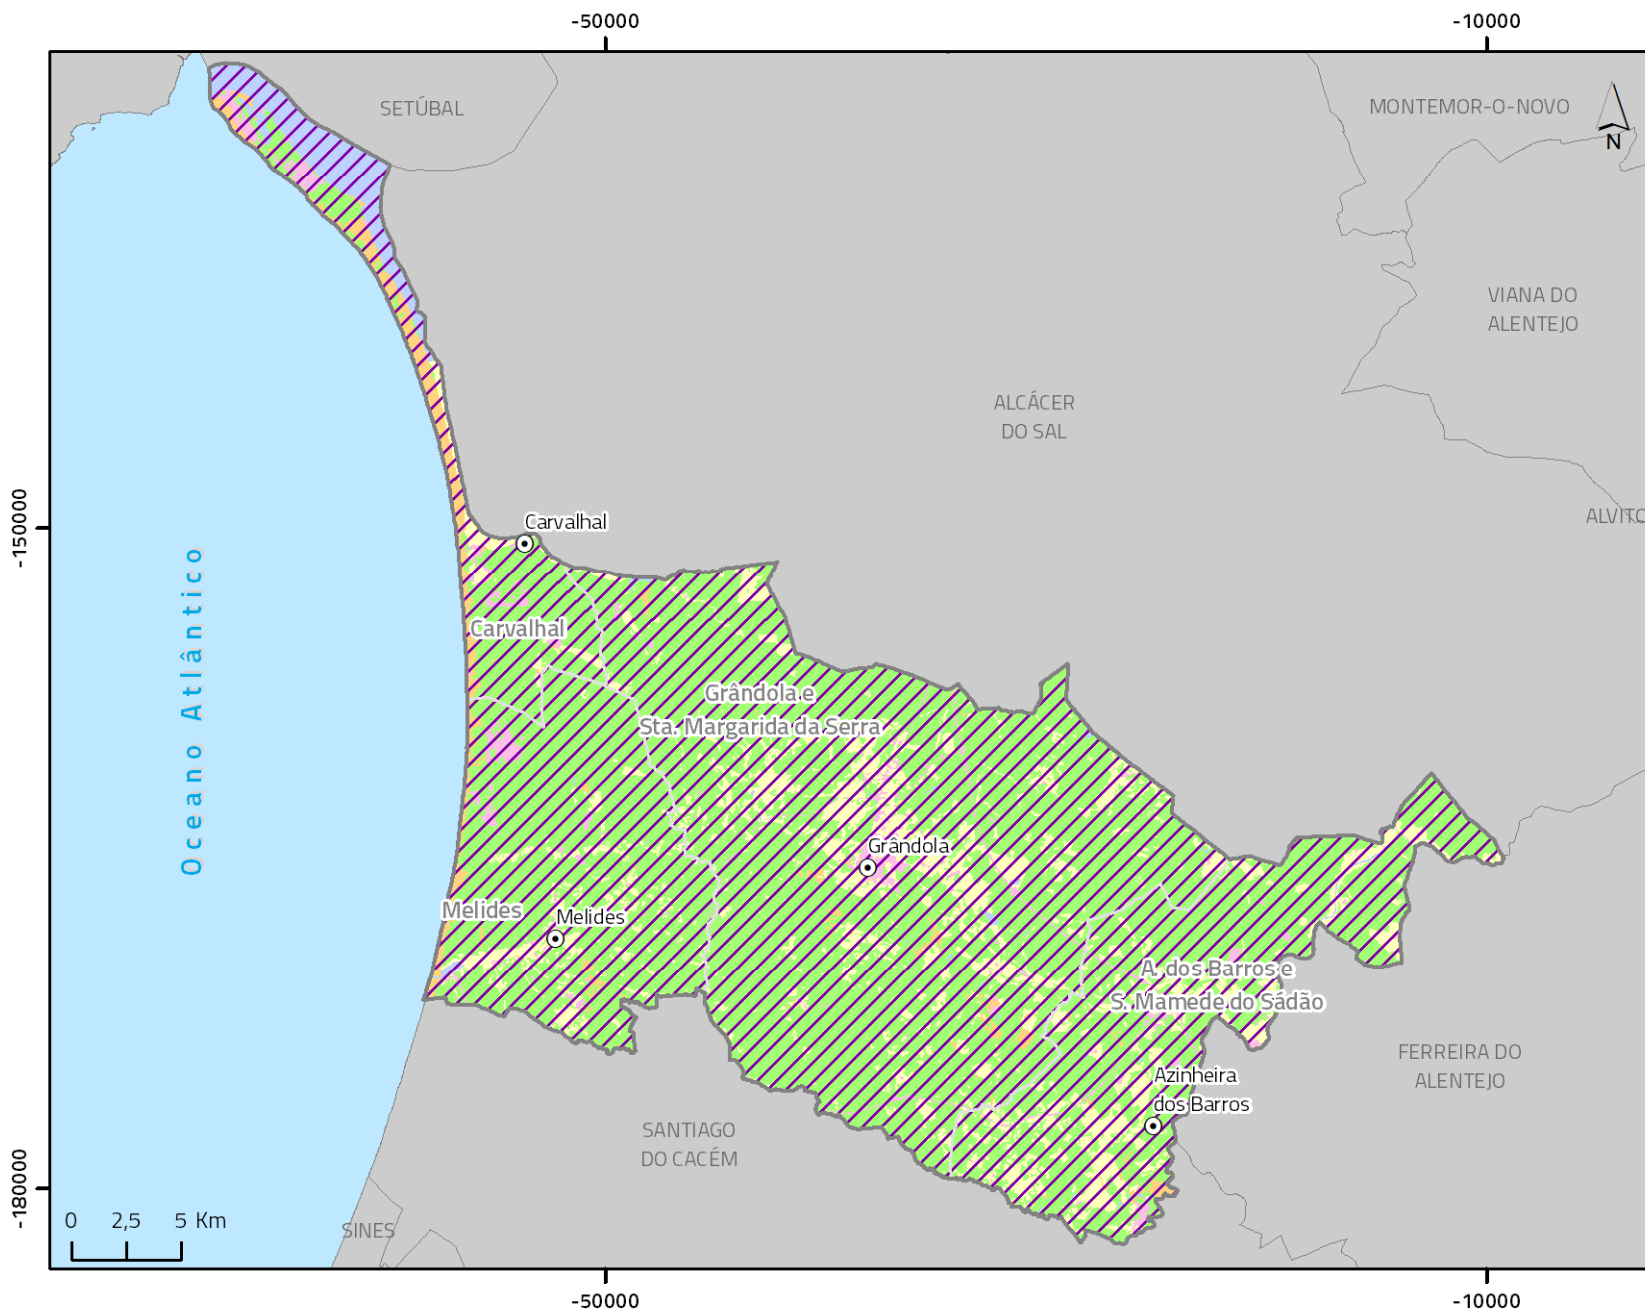 -50000
-10000
SETÚBAL
MONTEMOR-O-NOVO
N
VIANA DO
ALENTEJO
ALCÁCER
DO SAL
-150000
ALVITO
Carvalhal
Oceano Atlântico
Carvalhal
Grândola e
Sta. Margarida da Serra
Grândola
Melides
Melides
A. dos Barros e
S. Mamede do Sádão
FERREIRA DO
ALENTEJO
Azinheira
dos Barros
SANTIAGO
DO CACÉM
-180000
0 2,5 5 Km
SINES
-50000
-10000